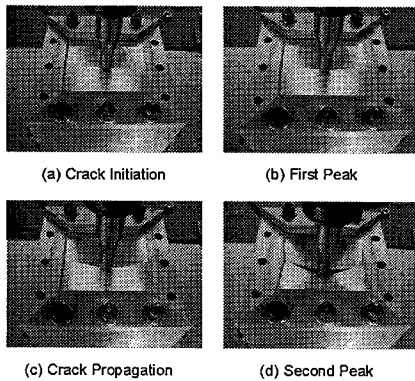 (a) Crack Initiation
(b) First Peak
(c) Crack Propagation
(d) Second Peak